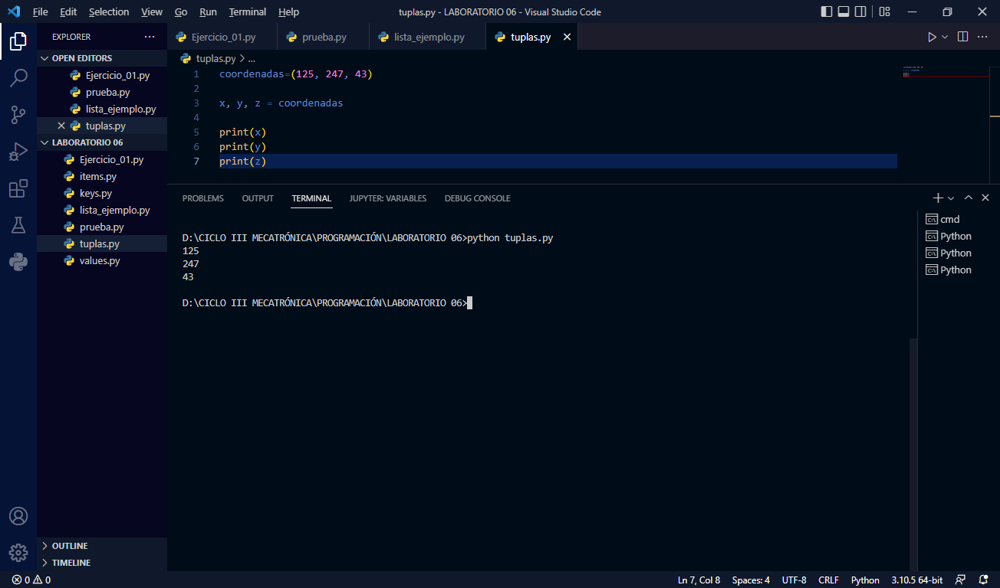 File Edit Selection View Go Run Terminal Help tuplas.py - LABORATORIO 06 - Visual Studio Code
EXPLORER
OPEN EDITORS
Ejercicio_01.py
prueba.py
lista_ejemplo.py
tuplas.py
LABORATORIO 06
Ejercicio_01.py
items.py
keys.py
lista_ejemplo.py
prueba.py
tuplas.py
values.py
OUTLINE
TIMELINE
Ejercicio_01.py prueba.py lista_ejemplo.py tuplas.py
tuplas.py > ...
1 coordenadas=(125, 247, 43)
2
3 x, y, z = coordenadas
4
5 print(x)
6 print(y)
7 print(z)
PROBLEMS OUTPUT TERMINAL JUPYTER: VARIABLES DEBUG CONSOLE
D:\CICLO III MECATRÓNICA\PROGRAMACIÓN\LABORATORIO 06>python tuplas.py
125
247
43
D:\CICLO III MECATRÓNICA\PROGRAMACIÓN\LABORATORIO 06>
cmd
Python
Python
Python
0 0 Ln 7, Col 8 Spaces: 4 UTF-8 CRLF Python 3.10.5 64-bit